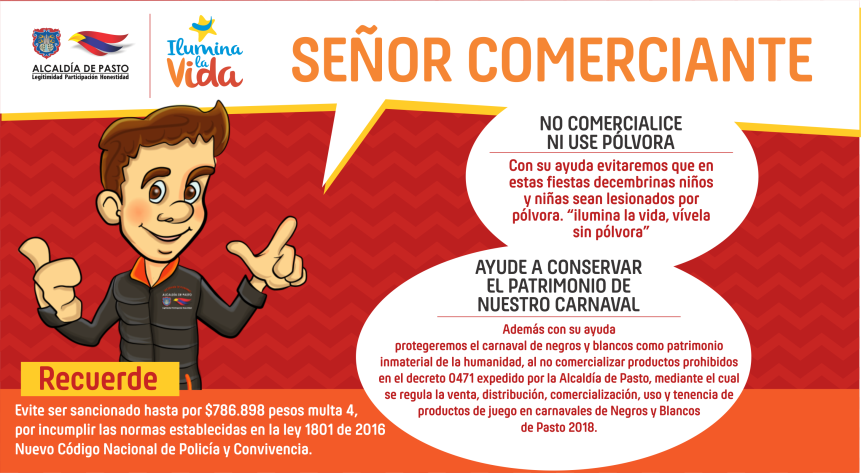 ALCALDÍA DE PASTO
Legitimidad Participación Honestidad
Ilumina
la
Vida
SEÑOR COMERCIANTE
NO COMERCIALICE
NI USE PÓLVORA
Con su ayuda evitaremos que en
estas fiestas decembrinas niños
y niñas sean lesionados por
pólvora. “ilumina la vida, vívela
sin pólvora”
AYUDE A CONSERVAR
EL PATRIMONIO DE
NUESTRO CARNAVAL
Además con su ayuda
protegeremos el carnaval de negros y blancos como patrimonio
inmaterial de la humanidad, al no comercializar productos prohibidos
en el decreto 0471 expedido por la Alcaldía de Pasto, mediante el cual
se regula la venta, distribución, comercialización, uso y tenencia de
productos de juego en carnavales de Negros y Blancos
de Pasto 2018.
ALCALDÍA DE PASTO
Recuerde
Evite ser sancionado hasta por $786.898 pesos multa 4,
por incumplir las normas establecidas en la ley 1801 de 2016
Nuevo Código Nacional de Policía y Convivencia.